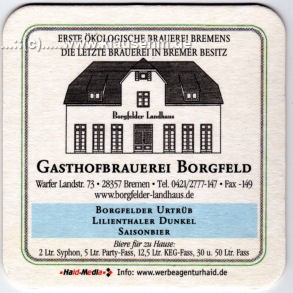 ERSTE ÖKOLOGISCHE BRAUEREI BREMENS
DIE LETZTE BRAUEREI IN BREMER BESITZ
Borgfelder Landhaus
GASTHOFBRAUEREI BORGFELD
Warfer Landstr. 73 • 28357 Bremen • Tel. 0421/2777-147 • Fax -149
www.borgfelder-landhaus.de
BORGFELDER URTRÜB
LILIENTHALER DUNKEL
SAISONBIER
Biere für zu Hause:
2 Ltr. Syphon, 5 Ltr. Party-Fass, 12,5 Ltr. KEG-Fass, 30 u. 50 Ltr. Fass
Haid-Media Info: www.werbeagenturhaid.de